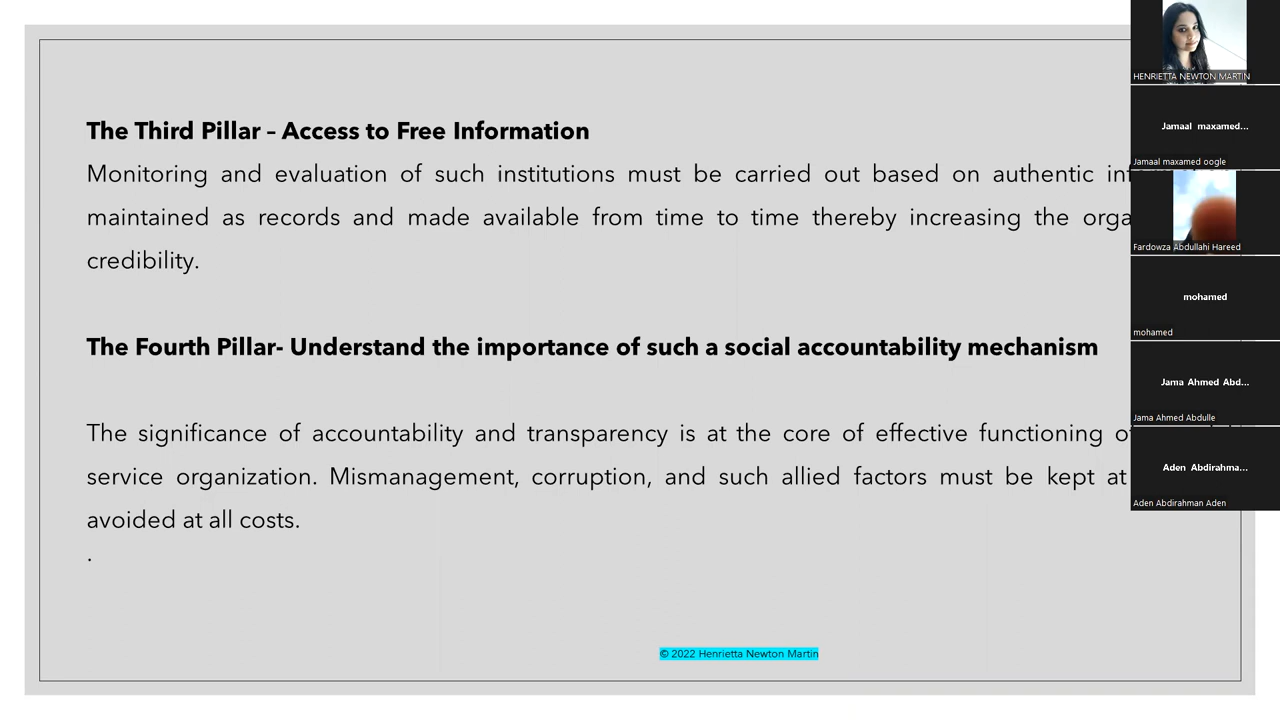 The Third Pillar – Access to Free Information
Monitoring and evaluation of such institutions must be carried out based on authentic
maintained as records and made available from time to time thereby increasing the
credibility.
The Fourth Pillar- Understand the importance of such a social accountability mechanism
The significance of accountability and transparency is at the core of effective functioning
service organization. Mismanagement, corruption, and such allied factors must be kept at
avoided at all costs.
.
© 2022 Henrietta Newton Martin
HENRIETTA NEWTON MARTIN
Jamaal maxamed...
Jamaal maxamed oogle
Fardowza Abdullahi Hareed
mohamed
mohamed
Jama Ahmed Abd...
Jama Ahmed Abdulle
Aden Abdirahma...
Aden Abdirahman Aden